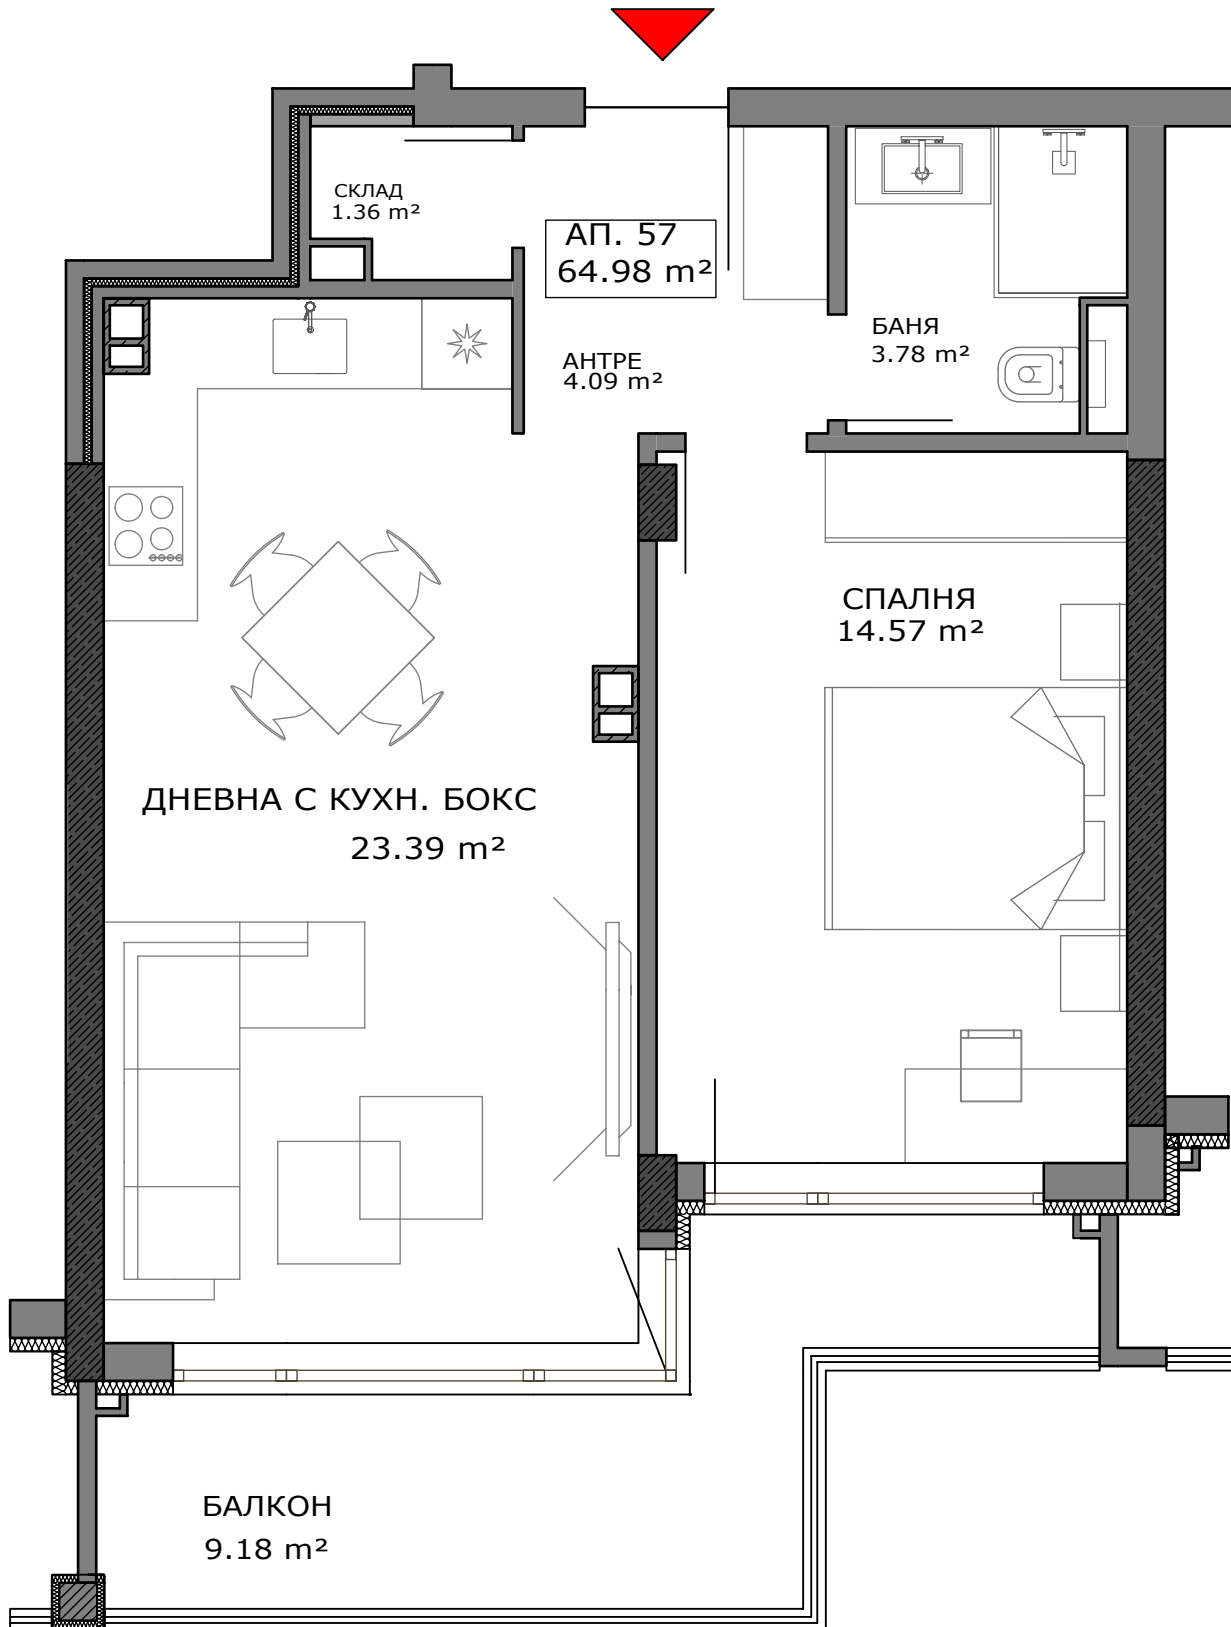 СКЛАД
1.36 m²
АП. 57
64.98 m²
БАНЯ
3.78 m²
АНТРЕ
4.09 m²
СПАЛНЯ
14.57 m²
ДНЕВНА С КУХН. БОКС
23.39 m²
БАЛКОН
9.18 m²